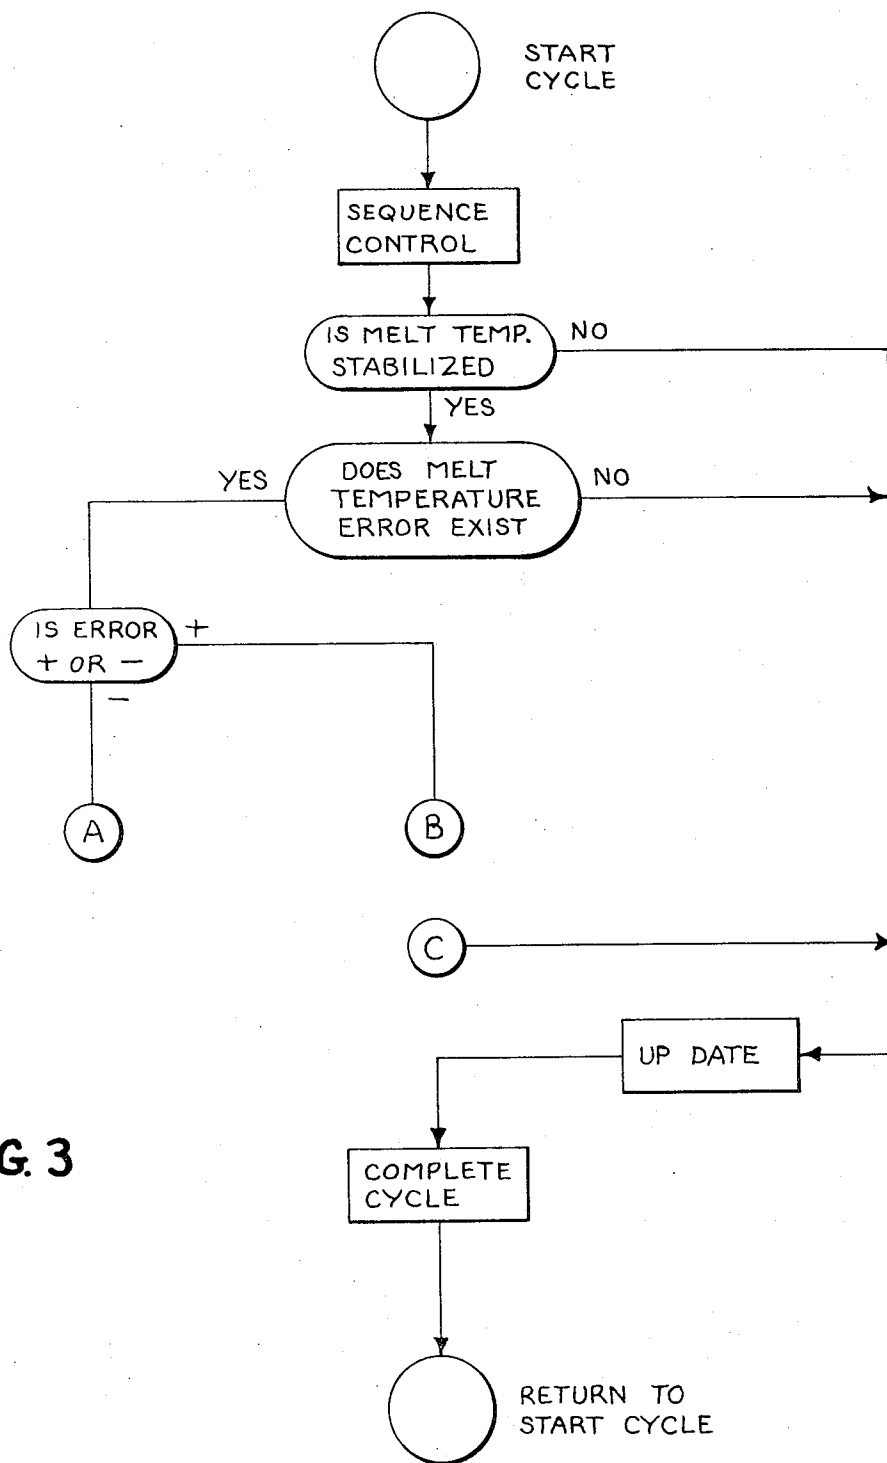 START
CYCLE
SEQUENCE
CONTROL
IS MELT TEMP.
STABILIZED
NO
YES
DOES MELT
TEMPERATURE
ERROR EXIST
YES
NO
IS ERROR
+ OR –
+
–
A
B
C
UP DATE
G. 3
COMPLETE
CYCLE
RETURN TO
START CYCLE